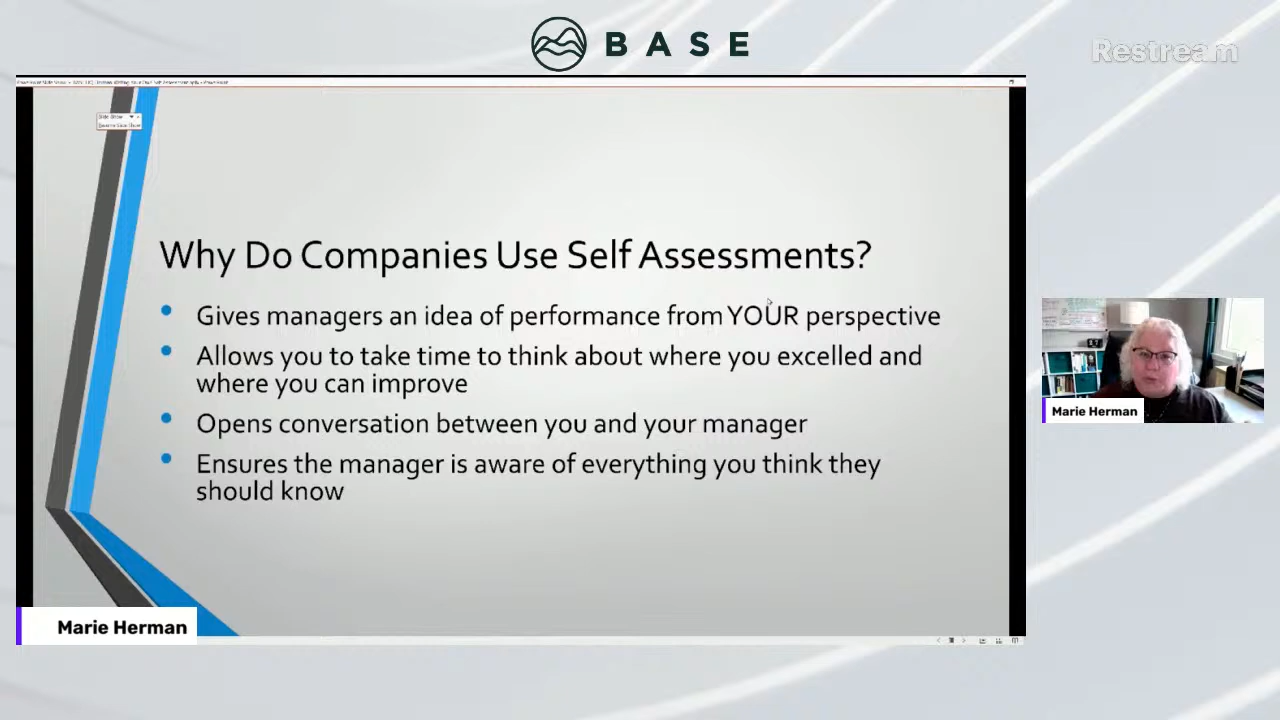 BASE
Restream
Slide Show
Why Do Companies Use Self Assessments?
Gives managers an idea of performance from YOUR perspective
Allows you to take time to think about where you excelled and
where you can improve
Opens conversation between you and your manager
Ensures the manager is aware of everything you think they
should know
Marie Herman
Marie Herman